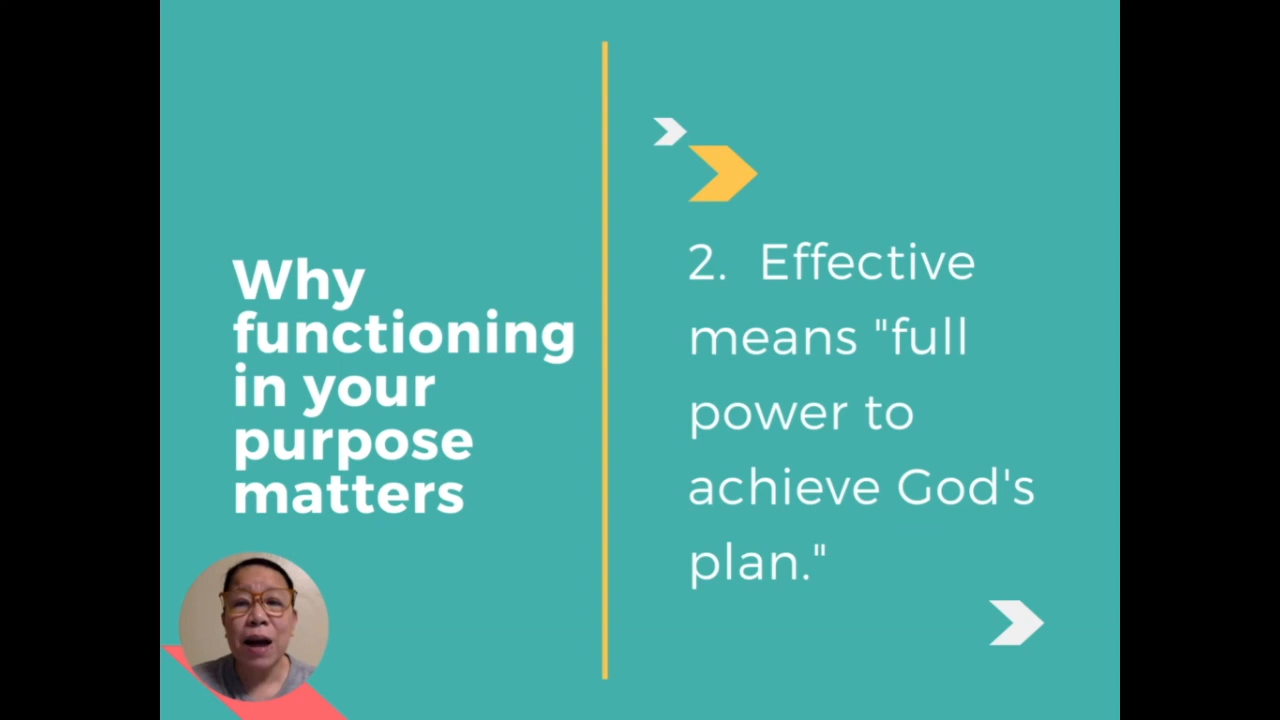 Why
functioning
in your
purpose
matters
2. Effective
means "full
power to
achieve God's
plan."